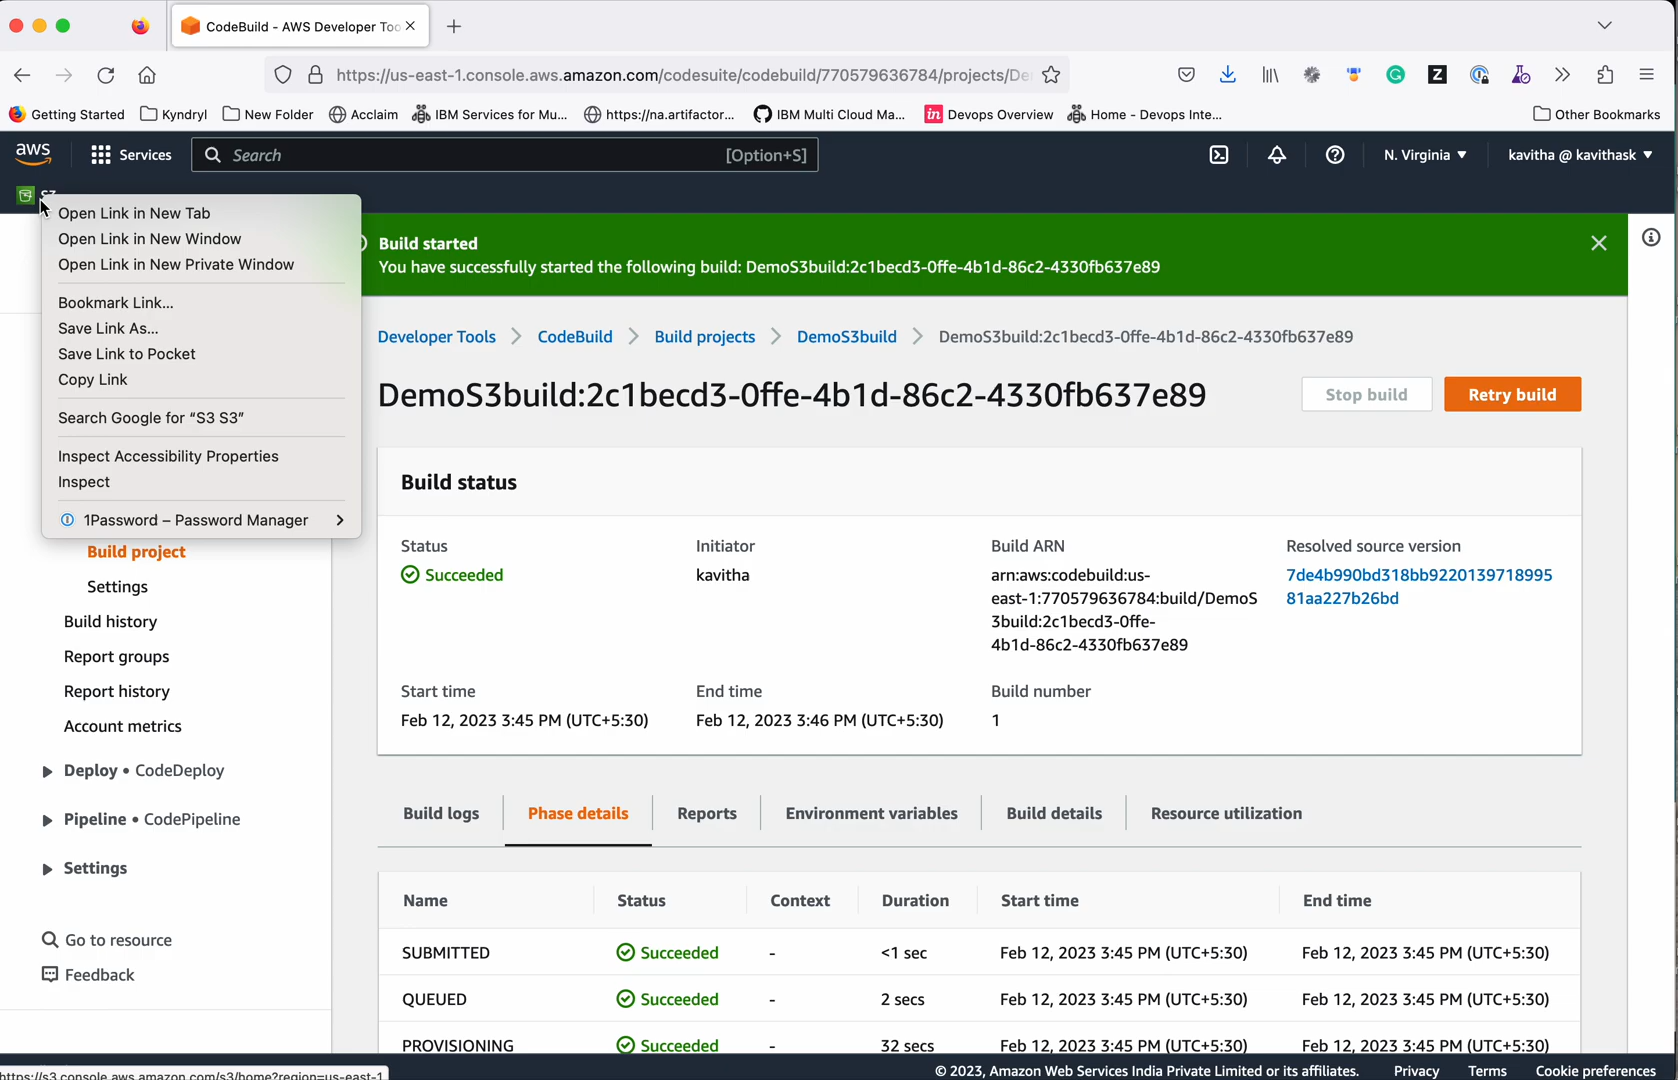 CodeBuild - AWS Developer Too
https://us-east-1.console.aws.amazon.com/codesuite/codebuild/770579636784/projects/De
Getting Started
Kyndryl
New Folder
Acclaim
IBM Services for Mu...
https://na.artifactor...
IBM Multi Cloud Ma...
in Devops Overview
Home - Devops Inte...
Other Bookmarks
aws
Services
Search
[Option+S]
N. Virginia
kavitha @ kavithask
S3
Open Link in New Tab
Open Link in New Window
Open Link in New Private Window
Bookmark Link...
Save Link As...
Save Link to Pocket
Copy Link
Search Google for “S3 S3”
Inspect Accessibility Properties
Inspect
1Password – Password Manager
Build project
Settings
Build history
Report groups
Report history
Account metrics
Deploy • CodeDeploy
Pipeline • CodePipeline
Settings
Go to resource
Feedback
Build started
You have successfully started the following build: DemoS3build:2c1becd3-0ffe-4b1d-86c2-4330fb637e89
Developer Tools
CodeBuild
Build projects
DemoS3build
DemoS3build:2c1becd3-0ffe-4b1d-86c2-4330fb637e89
DemoS3build:2c1becd3-0ffe-4b1d-86c2-4330fb637e89
Stop build
Retry build
Build status
Status
Succeeded
Initiator
kavitha
Build ARN
arn:aws:codebuild:us-
east-1:770579636784:build/DemoS
3build:2c1becd3-0ffe-
4b1d-86c2-4330fb637e89
Resolved source version
7de4b990bd318bb9220139718995
81aa227b26bd
Start time
Feb 12, 2023 3:45 PM (UTC+5:30)
End time
Feb 12, 2023 3:46 PM (UTC+5:30)
Build number
1
Build logs
Phase details
Reports
Environment variables
Build details
Resource utilization
Name Status Context Duration Start time End time
SUBMITTED Succeeded - <1 sec Feb 12, 2023 3:45 PM (UTC+5:30) Feb 12, 2023 3:45 PM (UTC+5:30)
QUEUED Succeeded - 2 secs Feb 12, 2023 3:45 PM (UTC+5:30) Feb 12, 2023 3:45 PM (UTC+5:30)
PROVISIONING Succeeded - 32 secs Feb 12, 2023 3:45 PM (UTC+5:30) Feb 12, 2023 3:45 PM (UTC+5:30)
https://s3.console.aws.amazon.com/s3/home?region=us-east-1
© 2023, Amazon Web Services India Private Limited or its affiliates.
Privacy
Terms
Cookie preferences